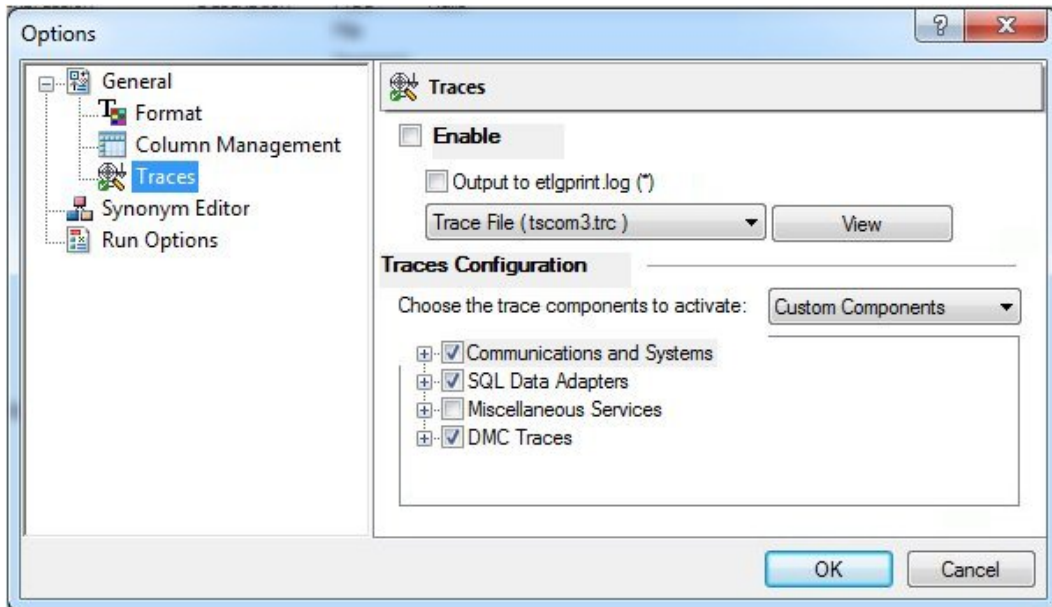 Options
General
Format
Column Management
Traces
Synonym Editor
Run Options
Traces
Enable
Output to etlgprint.log (*)
Trace File ( tscom3.trc )
View
Traces Configuration
Choose the trace components to activate:
Custom Components
Communications and Systems
SQL Data Adapters
Miscellaneous Services
DMC Traces
OK
Cancel